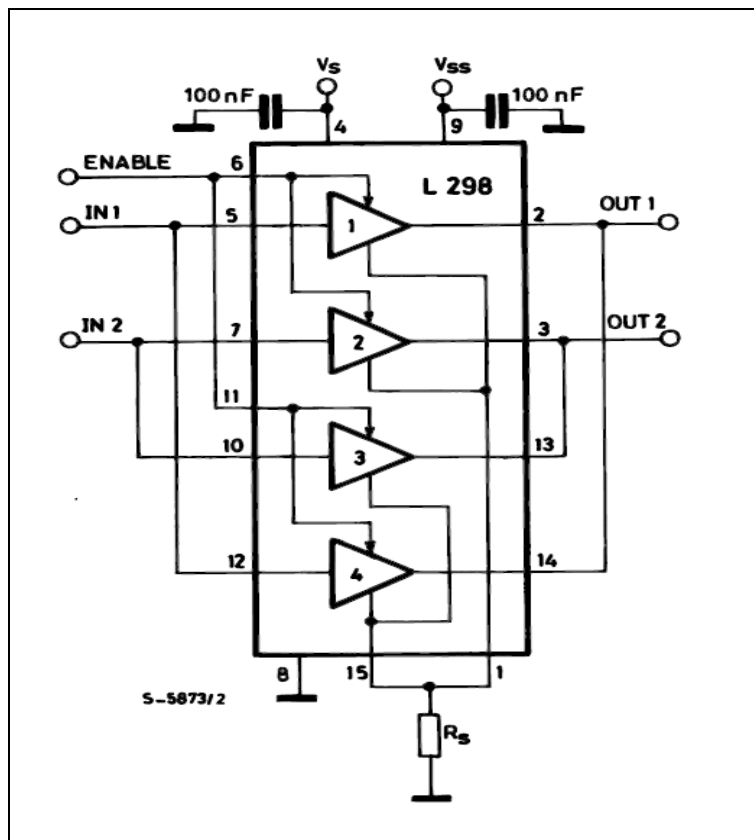 Vs Vss
100 nF 100 nF
4 9
ENABLE 6
L 298
IN 1 5 1 2 OUT 1
IN 2 7 2 3 OUT 2
11
10 3 13
12 4 14
8 15 1
S-5873/2
Rs